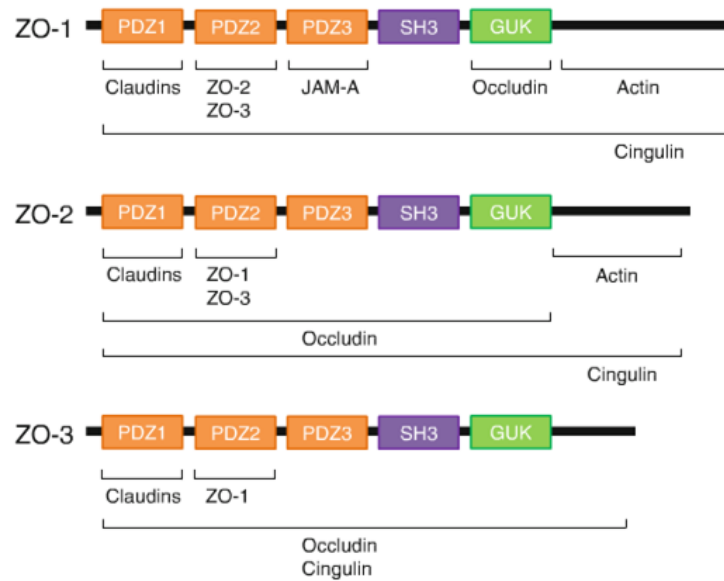 ZO-1 PDZ1 PDZ2 PDZ3 SH3 GUK
Claudins ZO-2 JAM-A Occludin Actin
ZO-3
Cingulin
ZO-2 PDZ1 PDZ2 PDZ3 SH3 GUK
Claudins ZO-1 Actin
ZO-3
Occludin
Cingulin
ZO-3 PDZ1 PDZ2 PDZ3 SH3 GUK
Claudins ZO-1
Occludin
Cingulin